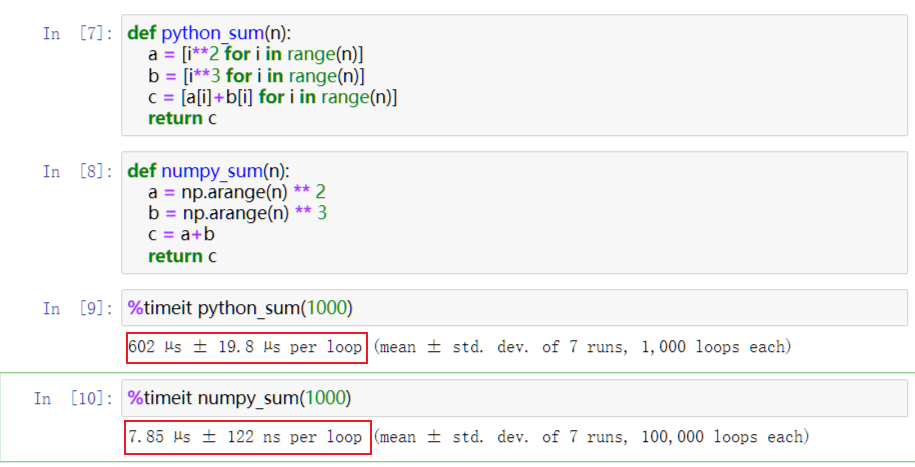 In [7]: def python_sum(n):
    a = [i**2 for i in range(n)]
    b = [i**3 for i in range(n)]
    c = [a[i]+b[i] for i in range(n)]
    return c
In [8]: def numpy_sum(n):
    a = np.arange(n) ** 2
    b = np.arange(n) ** 3
    c = a+b
    return c
In [9]: %timeit python_sum(1000)
602 µs ± 19.8 µs per loop (mean ± std. dev. of 7 runs, 1,000 loops each)
In [10]: %timeit numpy_sum(1000)
7.85 µs ± 122 ns per loop (mean ± std. dev. of 7 runs, 100,000 loops each)